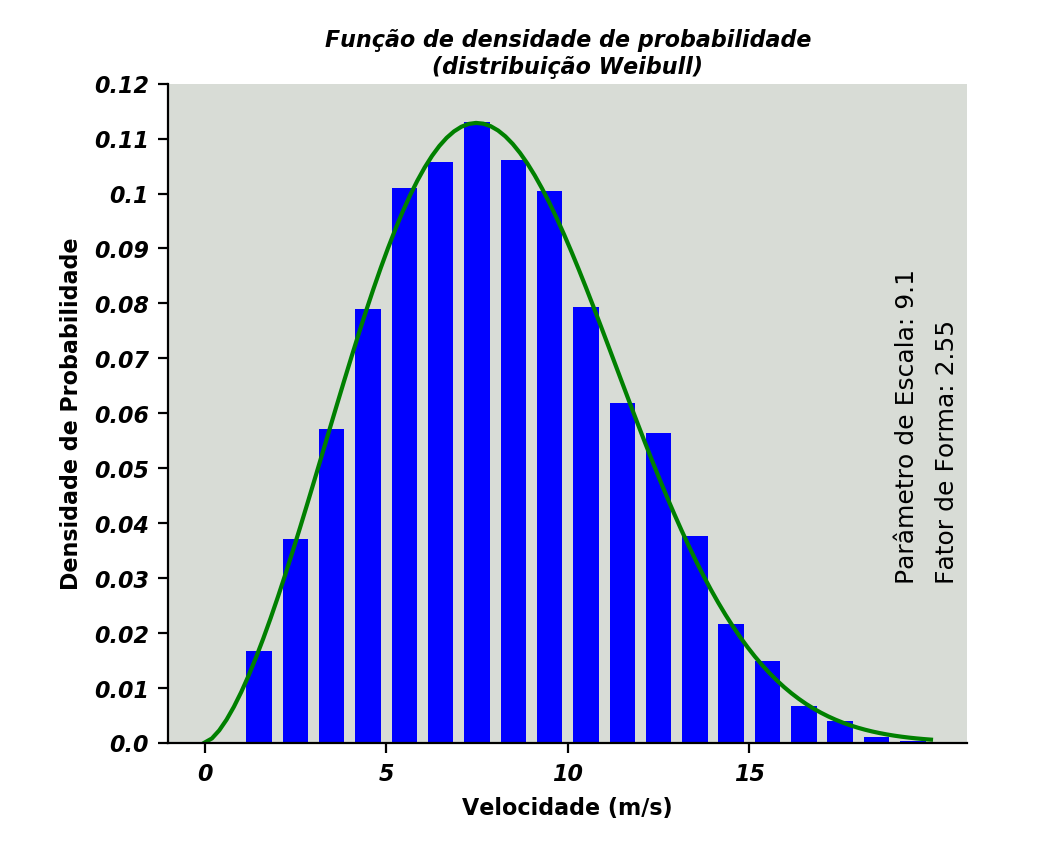 Função de densidade de probabilidade
(distribuição Weibull)
0.12
0.11
0.1
0.09
0.08
0.07
0.06
0.05
0.04
0.03
0.02
0.01
0.0
Densidade de Probabilidade
Parâmetro de Escala: 9.1
Fator de Forma: 2.55
0 5 10 15
Velocidade (m/s)